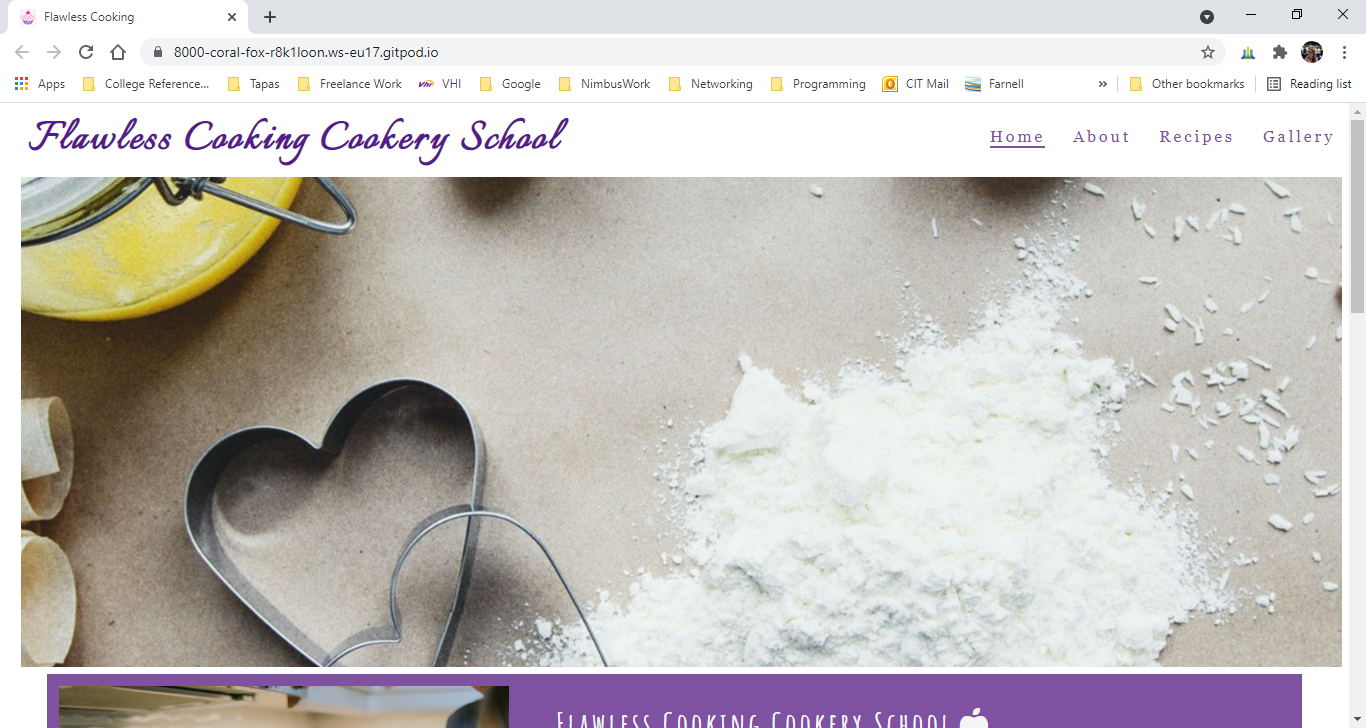 Flawless Cooking
8000-coral-fox-r8k1loon.ws-eu17.gitpod.io
Apps College Reference... Tapas Freelance Work VHI Google NimbusWork Networking Programming CIT Mail Farnell » Other bookmarks Reading list
Flawless Cooking Cookery School
Home About Recipes Gallery
Flawless Cooking Cookery School